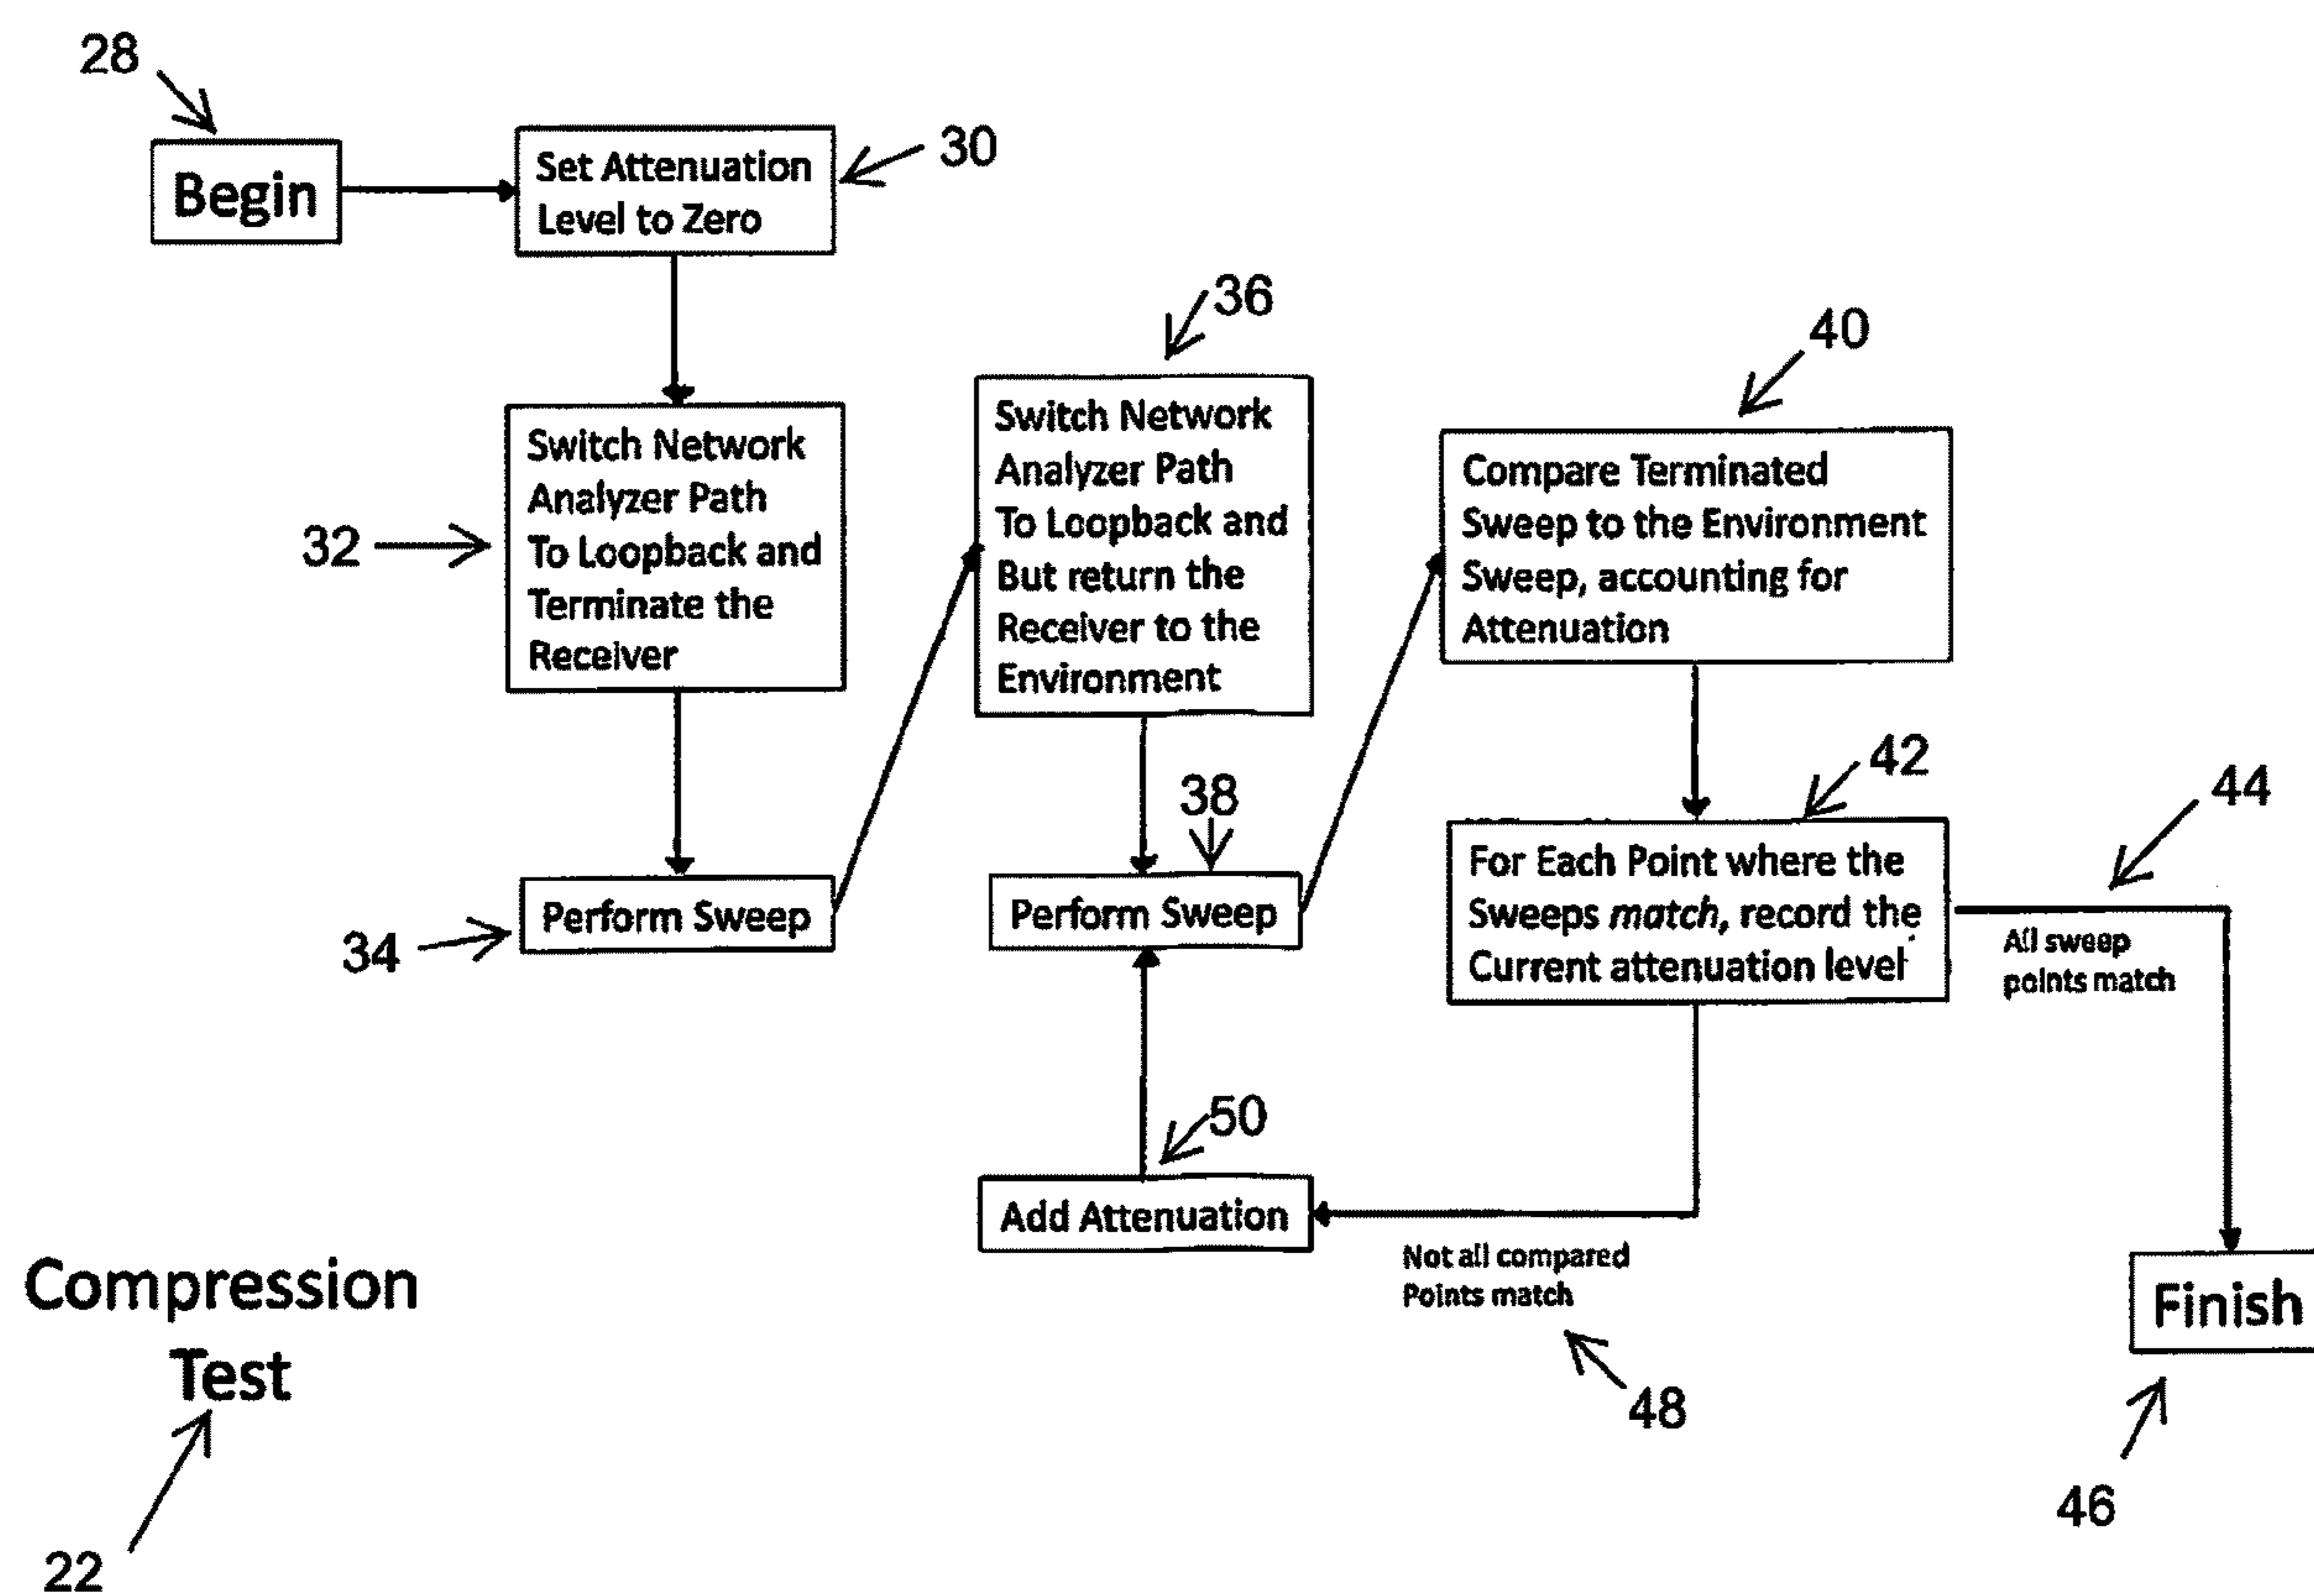 28
Begin
Set Attenuation
Level to Zero
30
32
Switch Network
Analyzer Path
To Loopback and
Terminate the
Receiver
34
Perform Sweep
36
Switch Network
Analyzer Path
To Loopback and
But return the
Receiver to the
Environment
38
Perform Sweep
40
Compare Terminated
Sweep to the Environment
Sweep, accounting for
Attenuation
42
For Each Point where the
Sweeps match, record the
Current attenuation level
44
All sweep
points match
50
Add Attenuation
Not all compared
Points match
48
Finish
46
Compression
Test
22